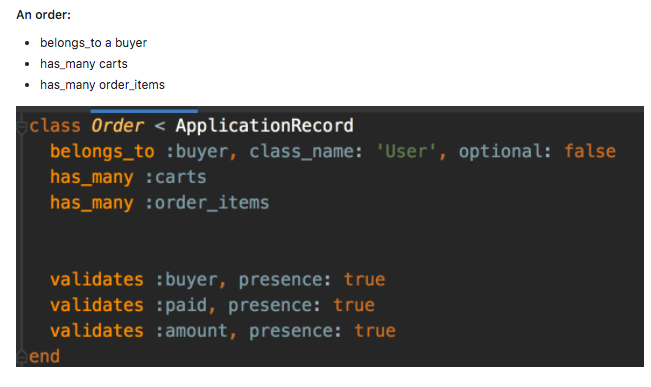 An order:
• belongs_to a buyer
• has_many carts
• has_many order_items
class Order < ApplicationRecord
belongs_to :buyer, class_name: 'User', optional: false
has_many :carts
has_many :order_items
validates :buyer, presence: true
validates :paid, presence: true
validates :amount, presence: true
end